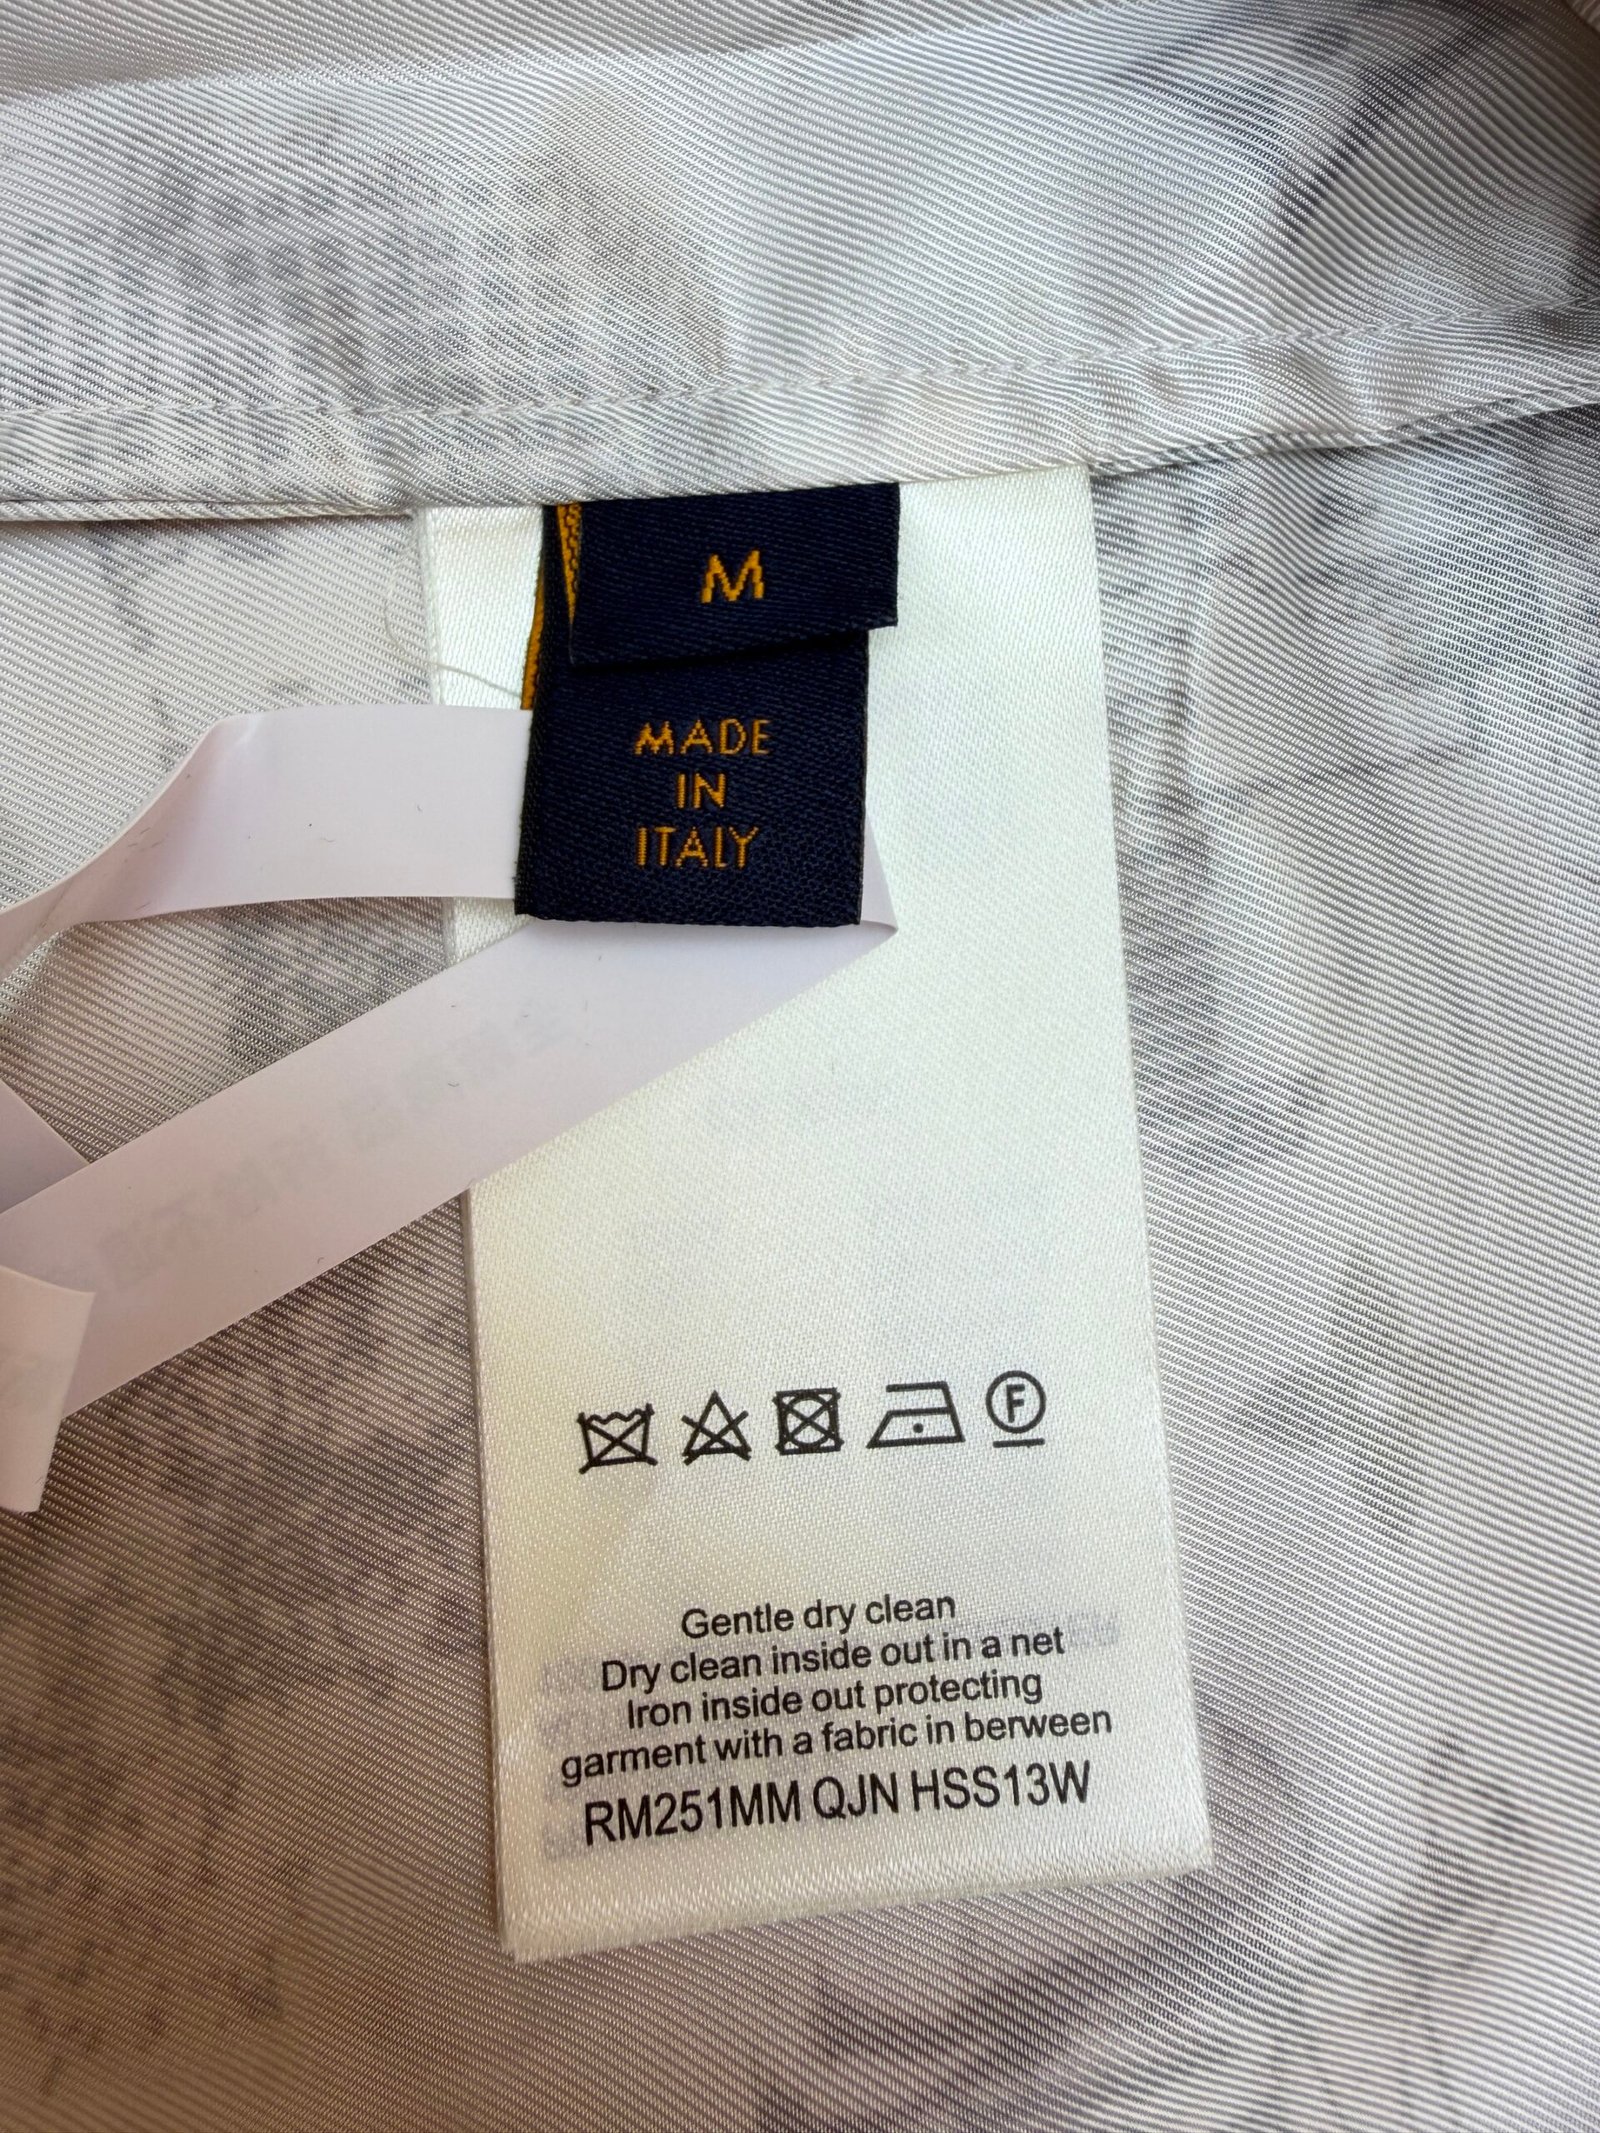 M
MADE
IN
ITALY
F
Gentle dry clean
Dry clean inside out in a net
Iron inside out protecting
garment with a fabric in berween
RM251MM QJN HSS13W